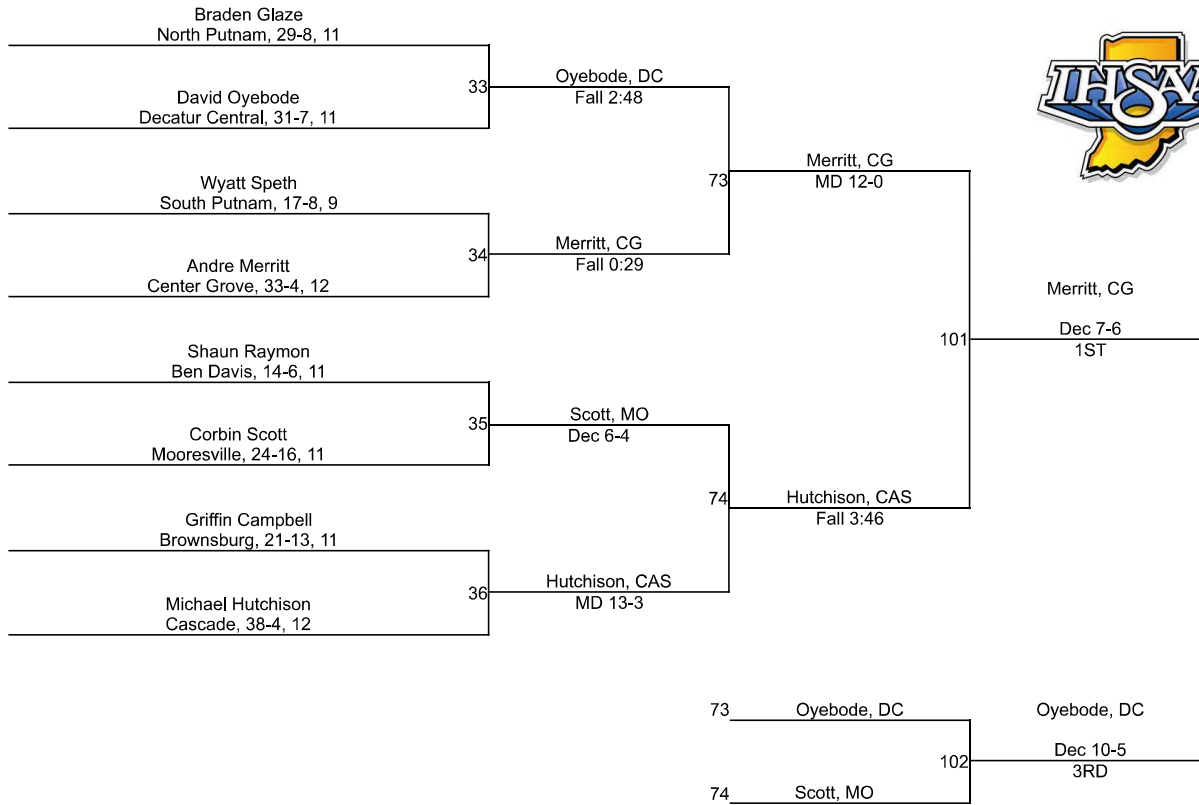 Braden Glaze
North Putnam, 29-8, 11
33
Oyebode, DC
Fall 2:48
David Oyebode
Decatur Central, 31-7, 11
IHSAA
73
Merritt, CG
MD 12-0
Wyatt Speth
South Putnam, 17-8, 9
34
Merritt, CG
Fall 0:29
Andre Merritt
Center Grove, 33-4, 12
Merritt, CG
101
Dec 7-6
1ST
Shaun Raymon
Ben Davis, 14-6, 11
35
Scott, MO
Dec 6-4
Corbin Scott
Mooresville, 24-16, 11
74
Hutchison, CAS
Fall 3:46
Griffin Campbell
Brownsburg, 21-13, 11
36
Hutchison, CAS
MD 13-3
Michael Hutchison
Cascade, 38-4, 12
73
Oyebode, DC
Oyebode, DC
102
Dec 10-5
3RD
74
Scott, MO